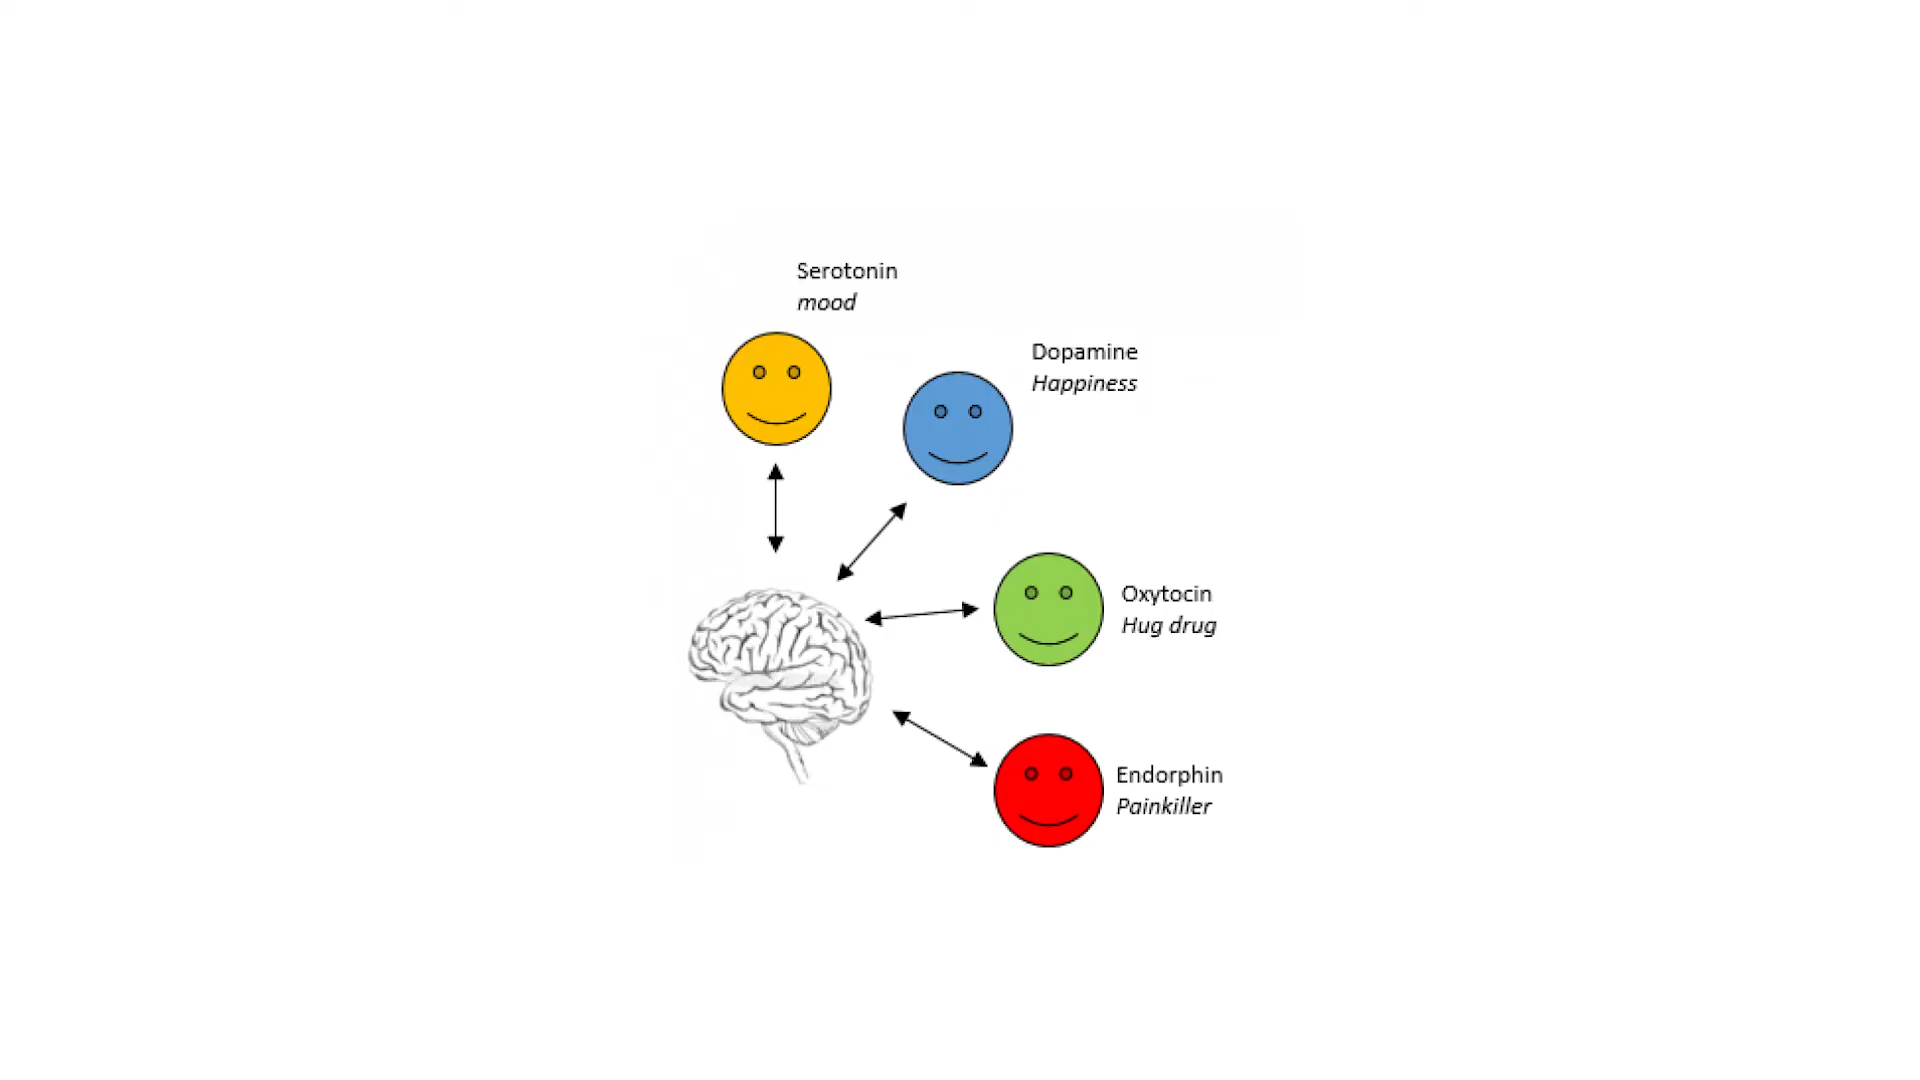 Serotonin
mood
Dopamine
Happiness
Oxytocin
Hug drug
Endorphin
Painkiller